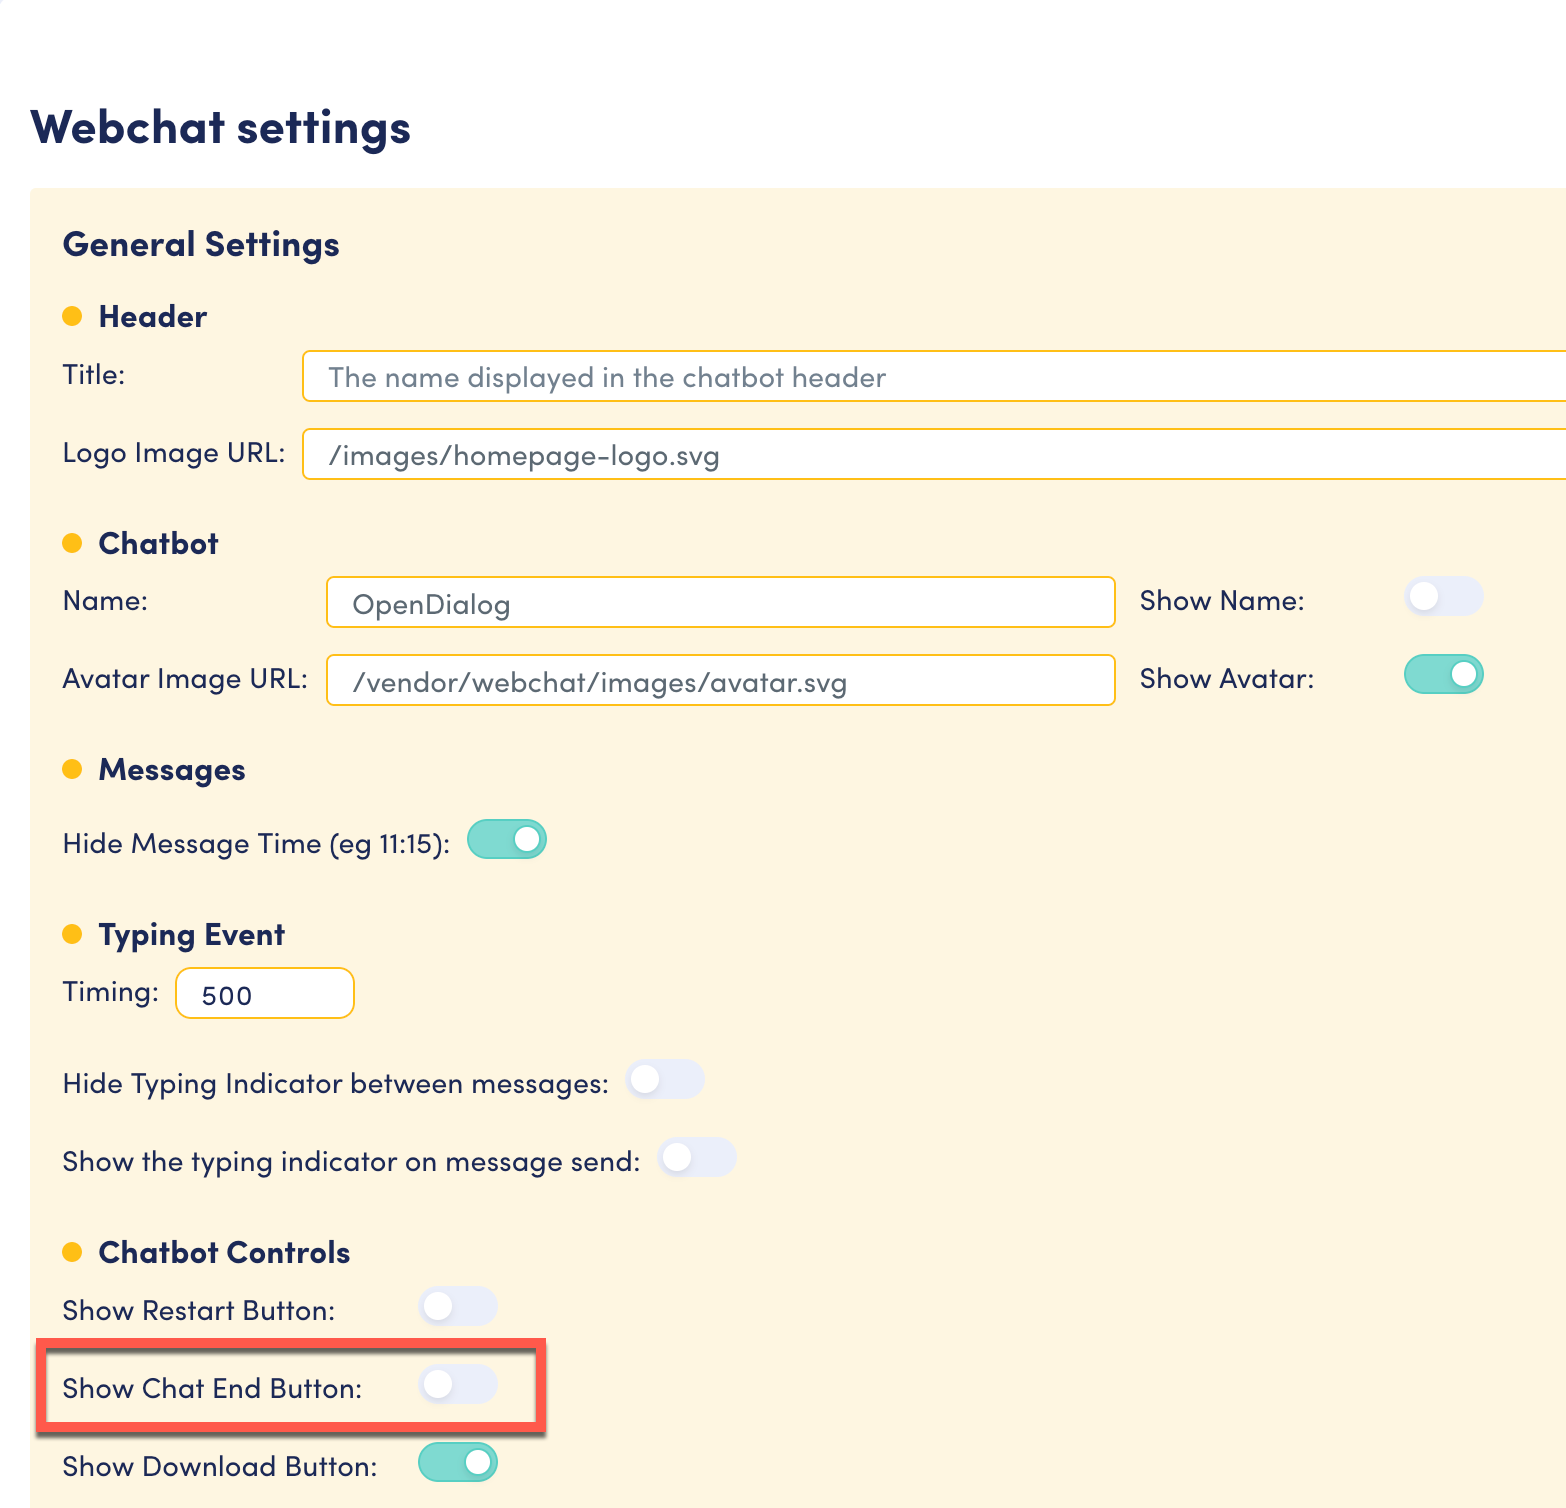 Webchat settings
General Settings
Header
Title: The name displayed in the chatbot header
Logo Image URL: /images/homepage-logo.svg
Chatbot
Name: OpenDialog Show Name:
Avatar Image URL: /vendor/webchat/images/avatar.svg Show Avatar:
Messages
Hide Message Time (eg 11:15):
Typing Event
Timing: 500
Hide Typing Indicator between messages:
Show the typing indicator on message send:
Chatbot Controls
Show Restart Button:
Show Chat End Button:
Show Download Button: